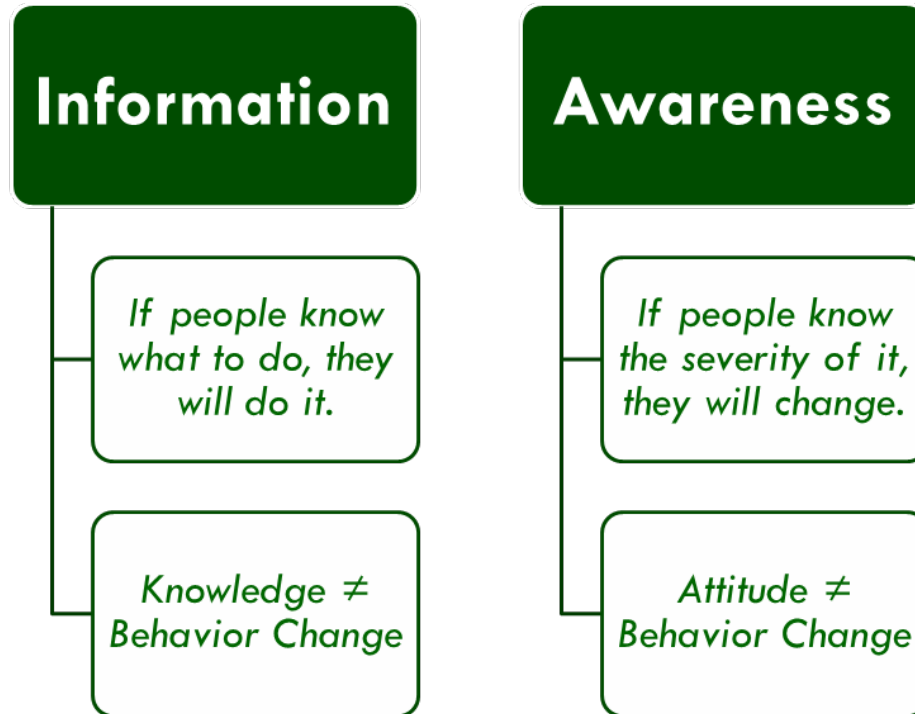 Information
If people know
what to do, they
will do it.
Knowledge ≠
Behavior Change
Awareness
If people know
the severity of it,
they will change.
Attitude ≠
Behavior Change